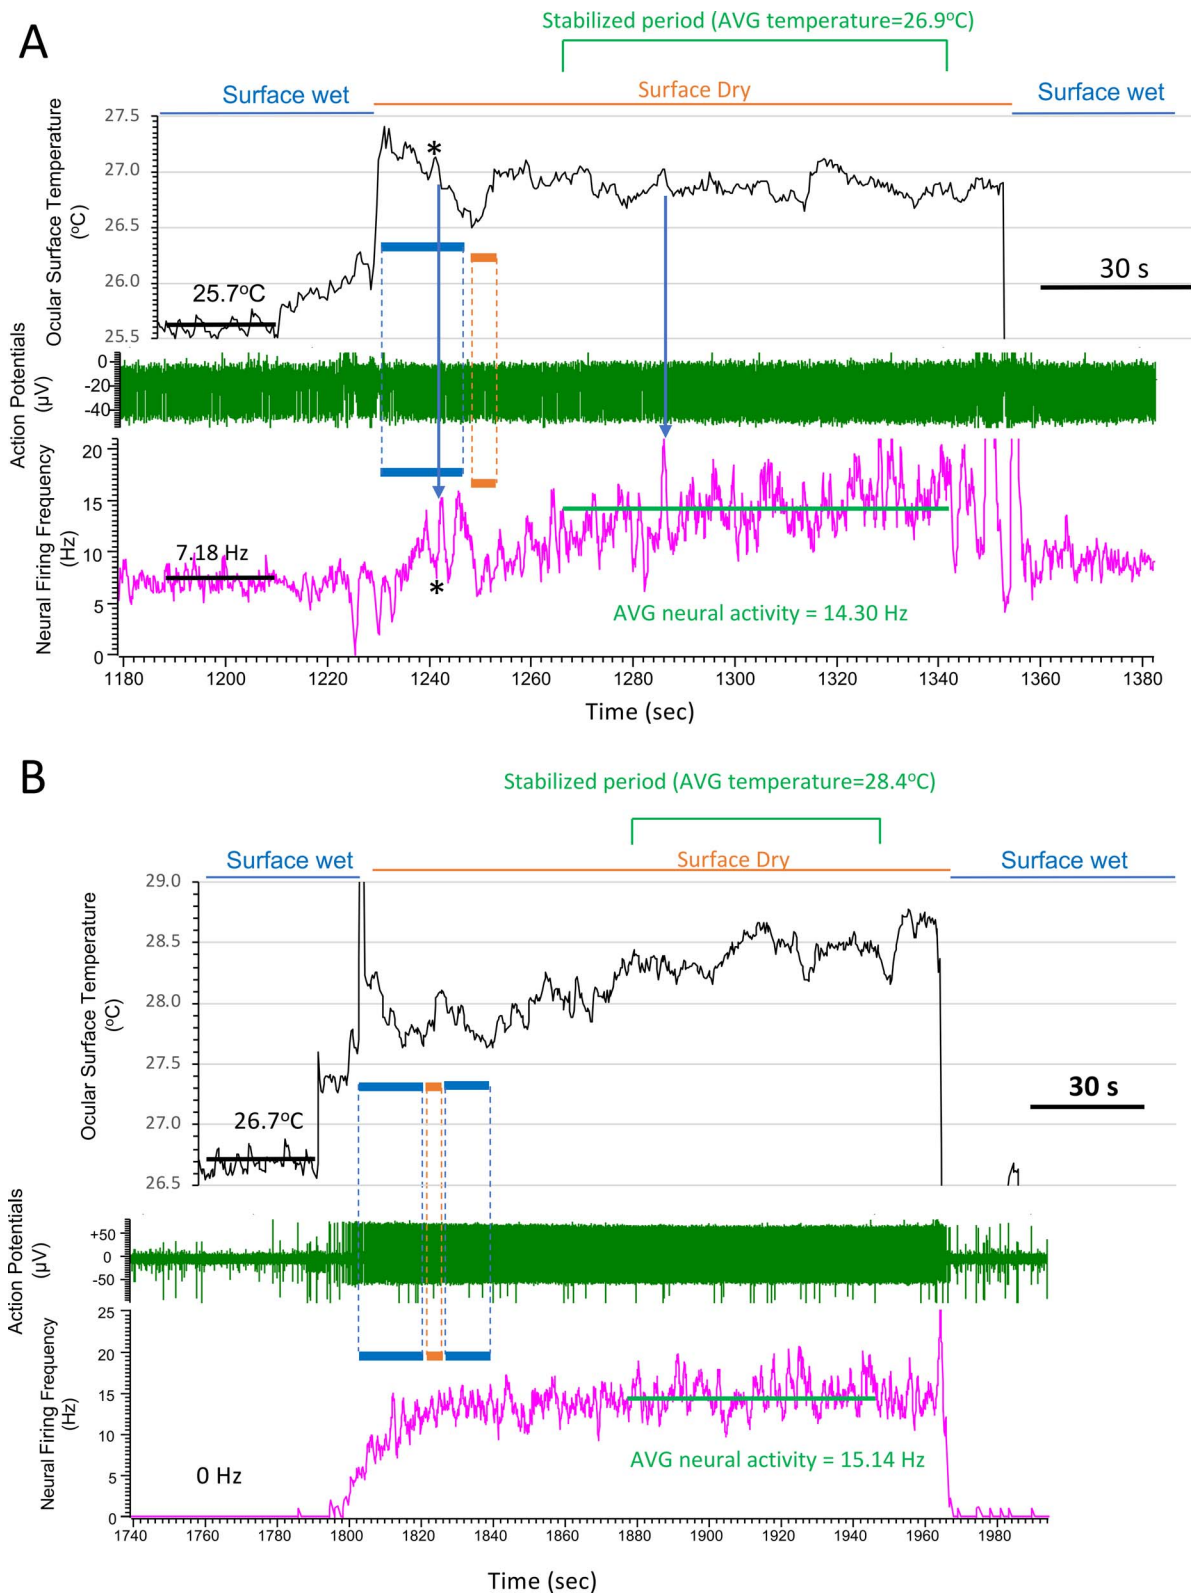 A
Stabilized period (AVG temperature=26.9°C)
Surface wet
Surface Dry
Surface wet
Ocular Surface Temperature
(°C)
27.5
27.0
26.5
26.0
25.5
*
25.7°C
30 s
Action Potentials
(µV)
0
-20
-40
Neural Firing Frequency
(Hz)
20
15
10
5
0
7.18 Hz
*
AVG neural activity = 14.30 Hz
1180 1200 1220 1240 1260 1280 1300 1320 1340 1360 1380
Time (sec)
B
Stabilized period (AVG temperature=28.4°C)
Surface wet
Surface Dry
Surface wet
Ocular Surface Temperature
(°C)
29.0
28.5
28.0
27.5
27.0
26.5
26.7°C
30 s
Action Potentials
(µV)
+50
0
-50
Neural Firing Frequency
(Hz)
25
20
15
10
5
0
0 Hz
AVG neural activity = 15.14 Hz
1740 1760 1780 1800 1820 1840 1860 1880 1900 1920 1940 1960 1980
Time (sec)